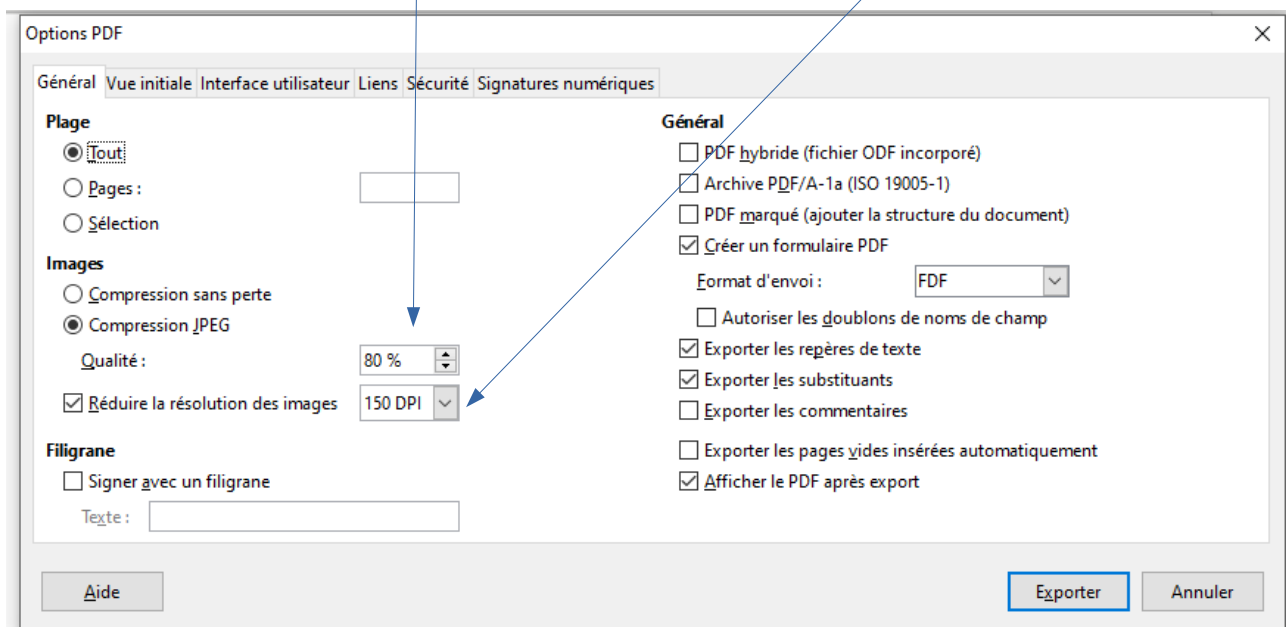 Options PDF
Général Vue initiale Interface utilisateur Liens Sécurité Signatures numériques
Plage
Tout
Pages :
Sélection
Images
Compression sans perte
Compression JPEG
Qualité : 80 %
Réduire la résolution des images 150 DPI
Filigrane
Signer avec un filigrane
Texte :
Général
PDF hybride (fichier ODF incorporé)
Archive PDF/A-1a (ISO 19005-1)
PDF marqué (ajouter la structure du document)
Créer un formulaire PDF
Format d'envoi : FDF
Autoriser les doublons de noms de champ
Exporter les repères de texte
Exporter les substituants
Exporter les commentaires
Exporter les pages vides insérées automatiquement
Afficher le PDF après export
Aide Exporter Annuler